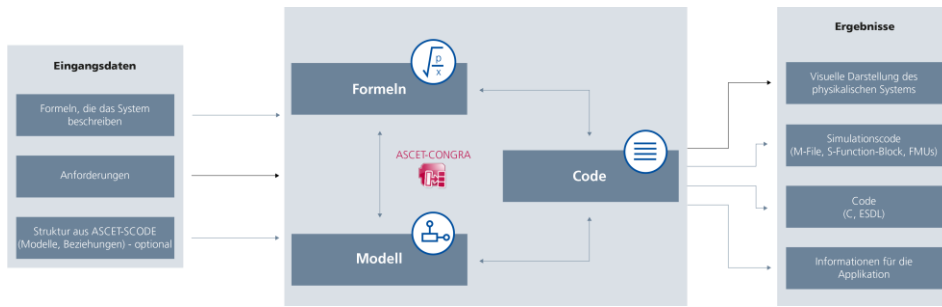 Eingangsdaten
Formeln, die das System
beschreiben
Anforderungen
Struktur aus ASCET-SCODE
(Modelle, Beziehungen) - optional
p
x
Formeln
ASCET-CONGRA
Code
Modell
Ergebnisse
Visuelle Darstellung des
physikalischen Systems
Simulationscode
(M-File, S-Function-Block, FMUs)
Code
(C, ESDL)
Informationen für die
Applikation